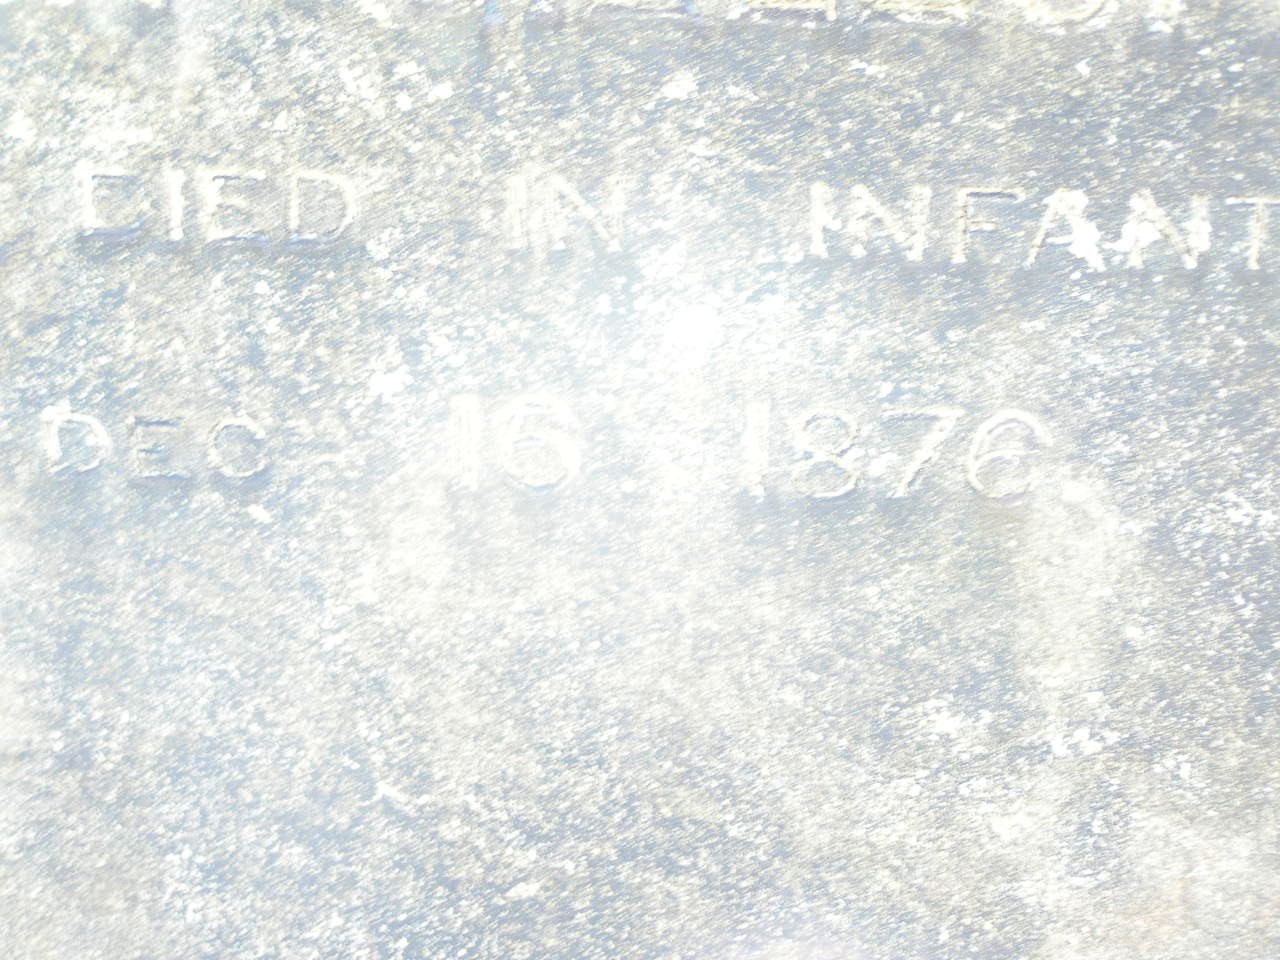 DIED IN INFANT
DEC 16 1876